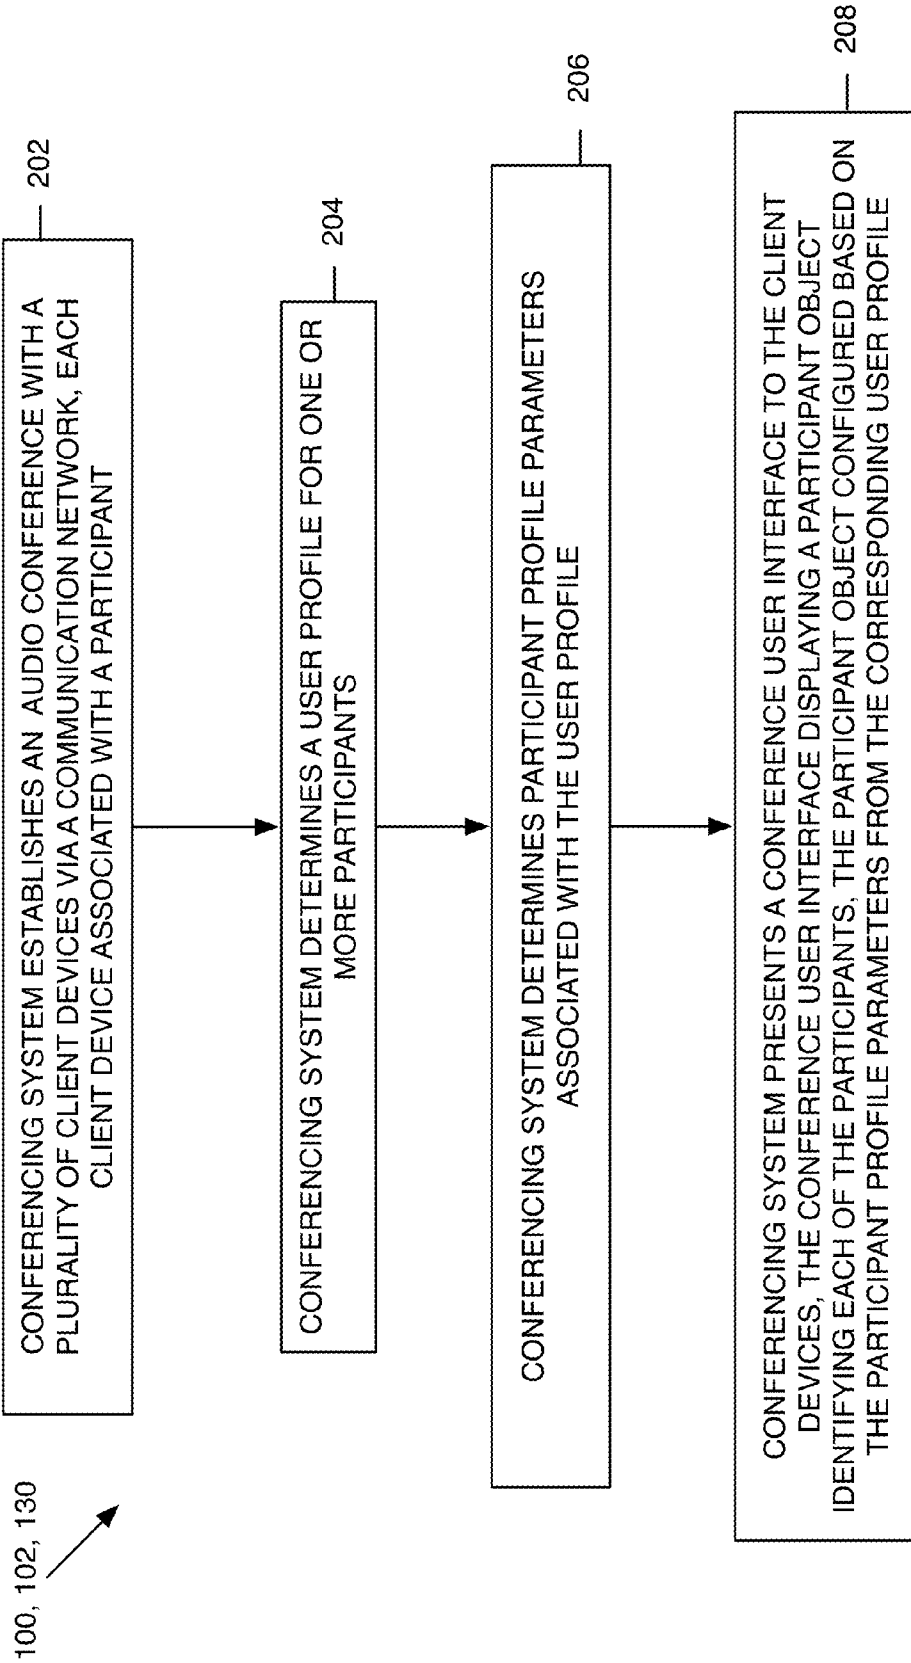 100, 102, 130
CONFERENCING SYSTEM ESTABLISHES AN AUDIO CONFERENCE WITH A
PLURALITY OF CLIENT DEVICES VIA A COMMUNICATION NETWORK, EACH
CLIENT DEVICE ASSOCIATED WITH A PARTICIPANT
202
CONFERENCING SYSTEM DETERMINES A USER PROFILE FOR ONE OR
MORE PARTICIPANTS
204
CONFERENCING SYSTEM DETERMINES PARTICIPANT PROFILE PARAMETERS
ASSOCIATED WITH THE USER PROFILE
206
CONFERENCING SYSTEM PRESENTS A CONFERENCE USER INTERFACE TO THE CLIENT
DEVICES, THE CONFERENCE USER INTERFACE DISPLAYING A PARTICIPANT OBJECT
IDENTIFYING EACH OF THE PARTICIPANTS, THE PARTICIPANT OBJECT CONFIGURED BASED ON
THE PARTICIPANT PROFILE PARAMETERS FROM THE CORRESPONDING USER PROFILE
208